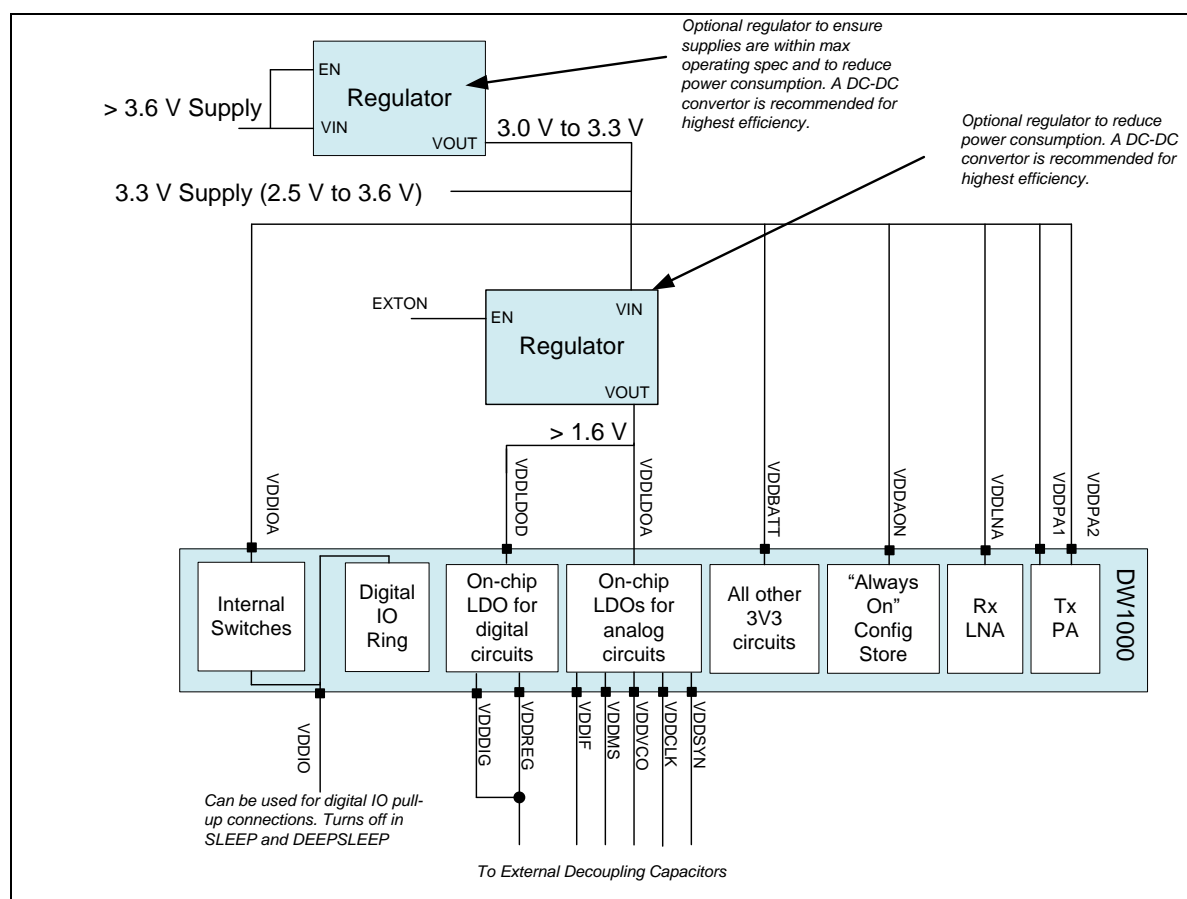 Optional regulator to ensure
supplies are within max
operating spec and to reduce
power consumption. A DC-DC
convertor is recommended for
highest efficiency.
EN
Regulator
> 3.6 V Supply
VIN
VOUT
3.0 V to 3.3 V
Optional regulator to reduce
power consumption. A DC-DC
convertor is recommended for
highest efficiency.
3.3 V Supply (2.5 V to 3.6 V)
EXTON
EN
VIN
Regulator
VOUT
> 1.6 V
VDDIOA
VDDLDOD
VDDLDOA
VDDBATT
VDDAON
VDDLNA
VDDPA1
VDDPA2
Internal
Switches
Digital
IO
Ring
On-chip
LDO for
digital
circuits
On-chip
LDOs for
analog
circuits
All other
3V3
circuits
“Always
On”
Config
Store
Rx
LNA
Tx
PA
DW1000
VDDIO
VDDDIG
VDDREG
VDDIF
VDDMS
VDDVCO
VDDCLK
VDDSYN
Can be used for digital IO pull-
up connections. Turns off in
SLEEP and DEEPSLEEP
To External Decoupling Capacitors